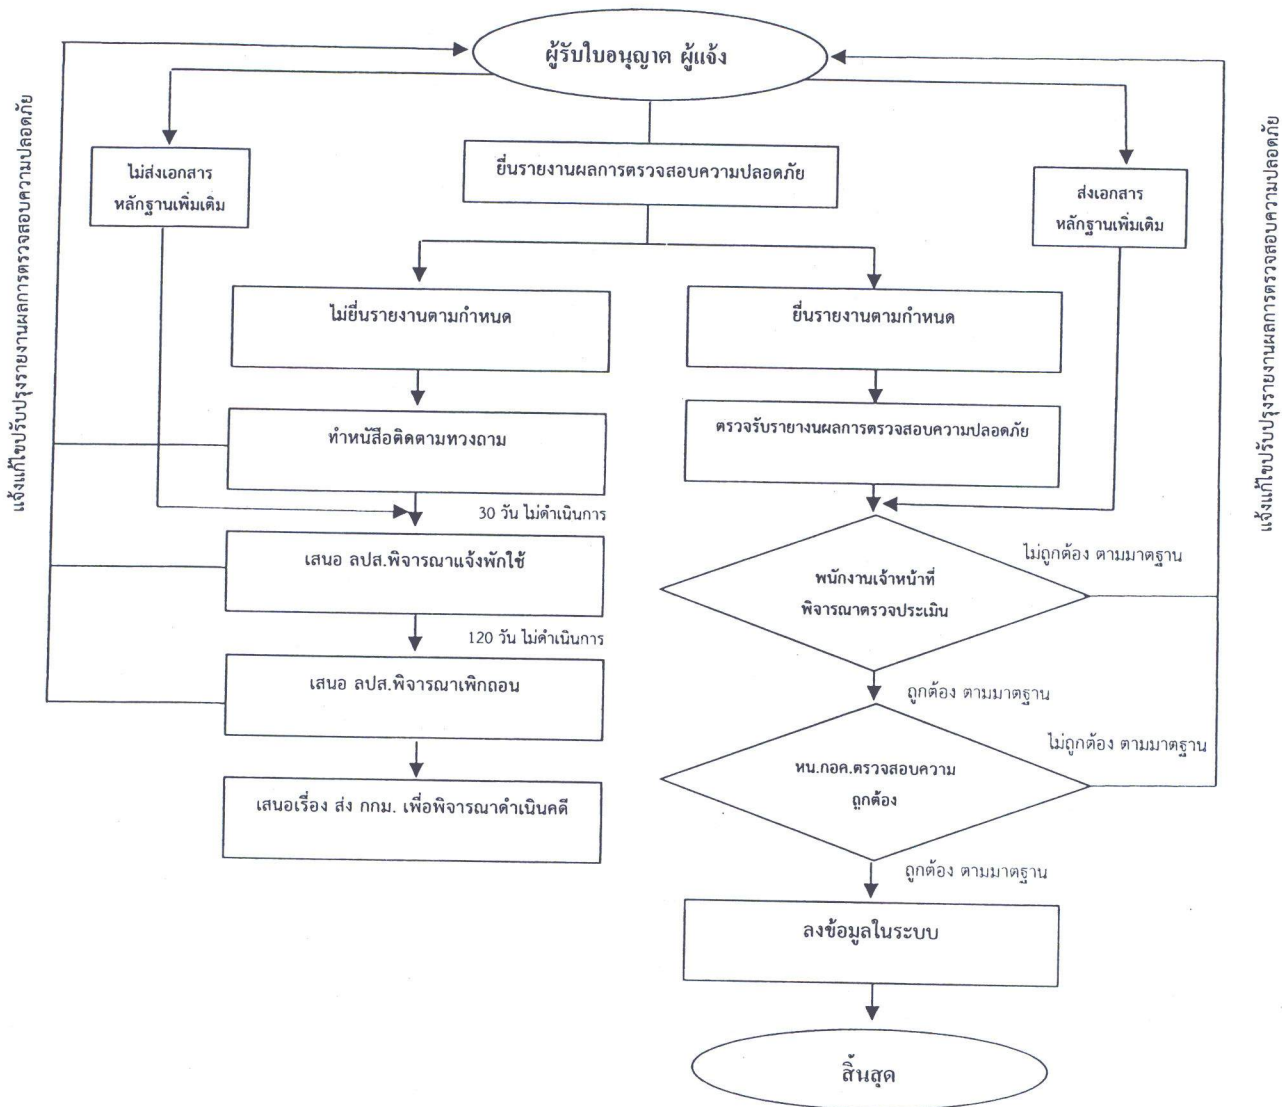 ผู้รับใบอนุญาต ผู้แจ้ง
แจ้งแก้ไขปรับปรุงรายงานผลการตรวจสอบความปลอดภัย
ไม่ส่งเอกสาร
หลักฐานเพิ่มเติม
ยื่นรายงานผลการตรวจสอบความปลอดภัย
ส่งเอกสาร
หลักฐานเพิ่มเติม
แจ้งแก้ไขปรับปรุงรายงานผลการตรวจสอบความปลอดภัย
ไม่ยื่นรายงานตามกำหนด
ยื่นรายงานตามกำหนด
ทำหนัสือติดตามทวงถาม
ตรวจรับรายางนผลการตรวจสอบความปลอดภัย
30 วัน ไม่ดำเนินการ
เสนอ ลปส.พิจารณาแจ้งพักใช้
พนักงานเจ้าหน้าที่
พิจารณาตรวจประเมิน
ไม่ถูกต้อง ตามมาตฐาน
120 วัน ไม่ดำเนินการ
เสนอ ลปส.พิจารณาเพิกถอน
ถูกต้อง ตามมาตฐาน
หน.กอค.ตรวจสอบความ
ถูกต้อง
ไม่ถูกต้อง ตามมาตฐาน
เสนอเรื่อง ส่ง กกม. เพื่อพิจารณาดำเนินคดี
ถูกต้อง ตามมาตฐาน
ลงข้อมูลในระบบ
สิ้นสุด